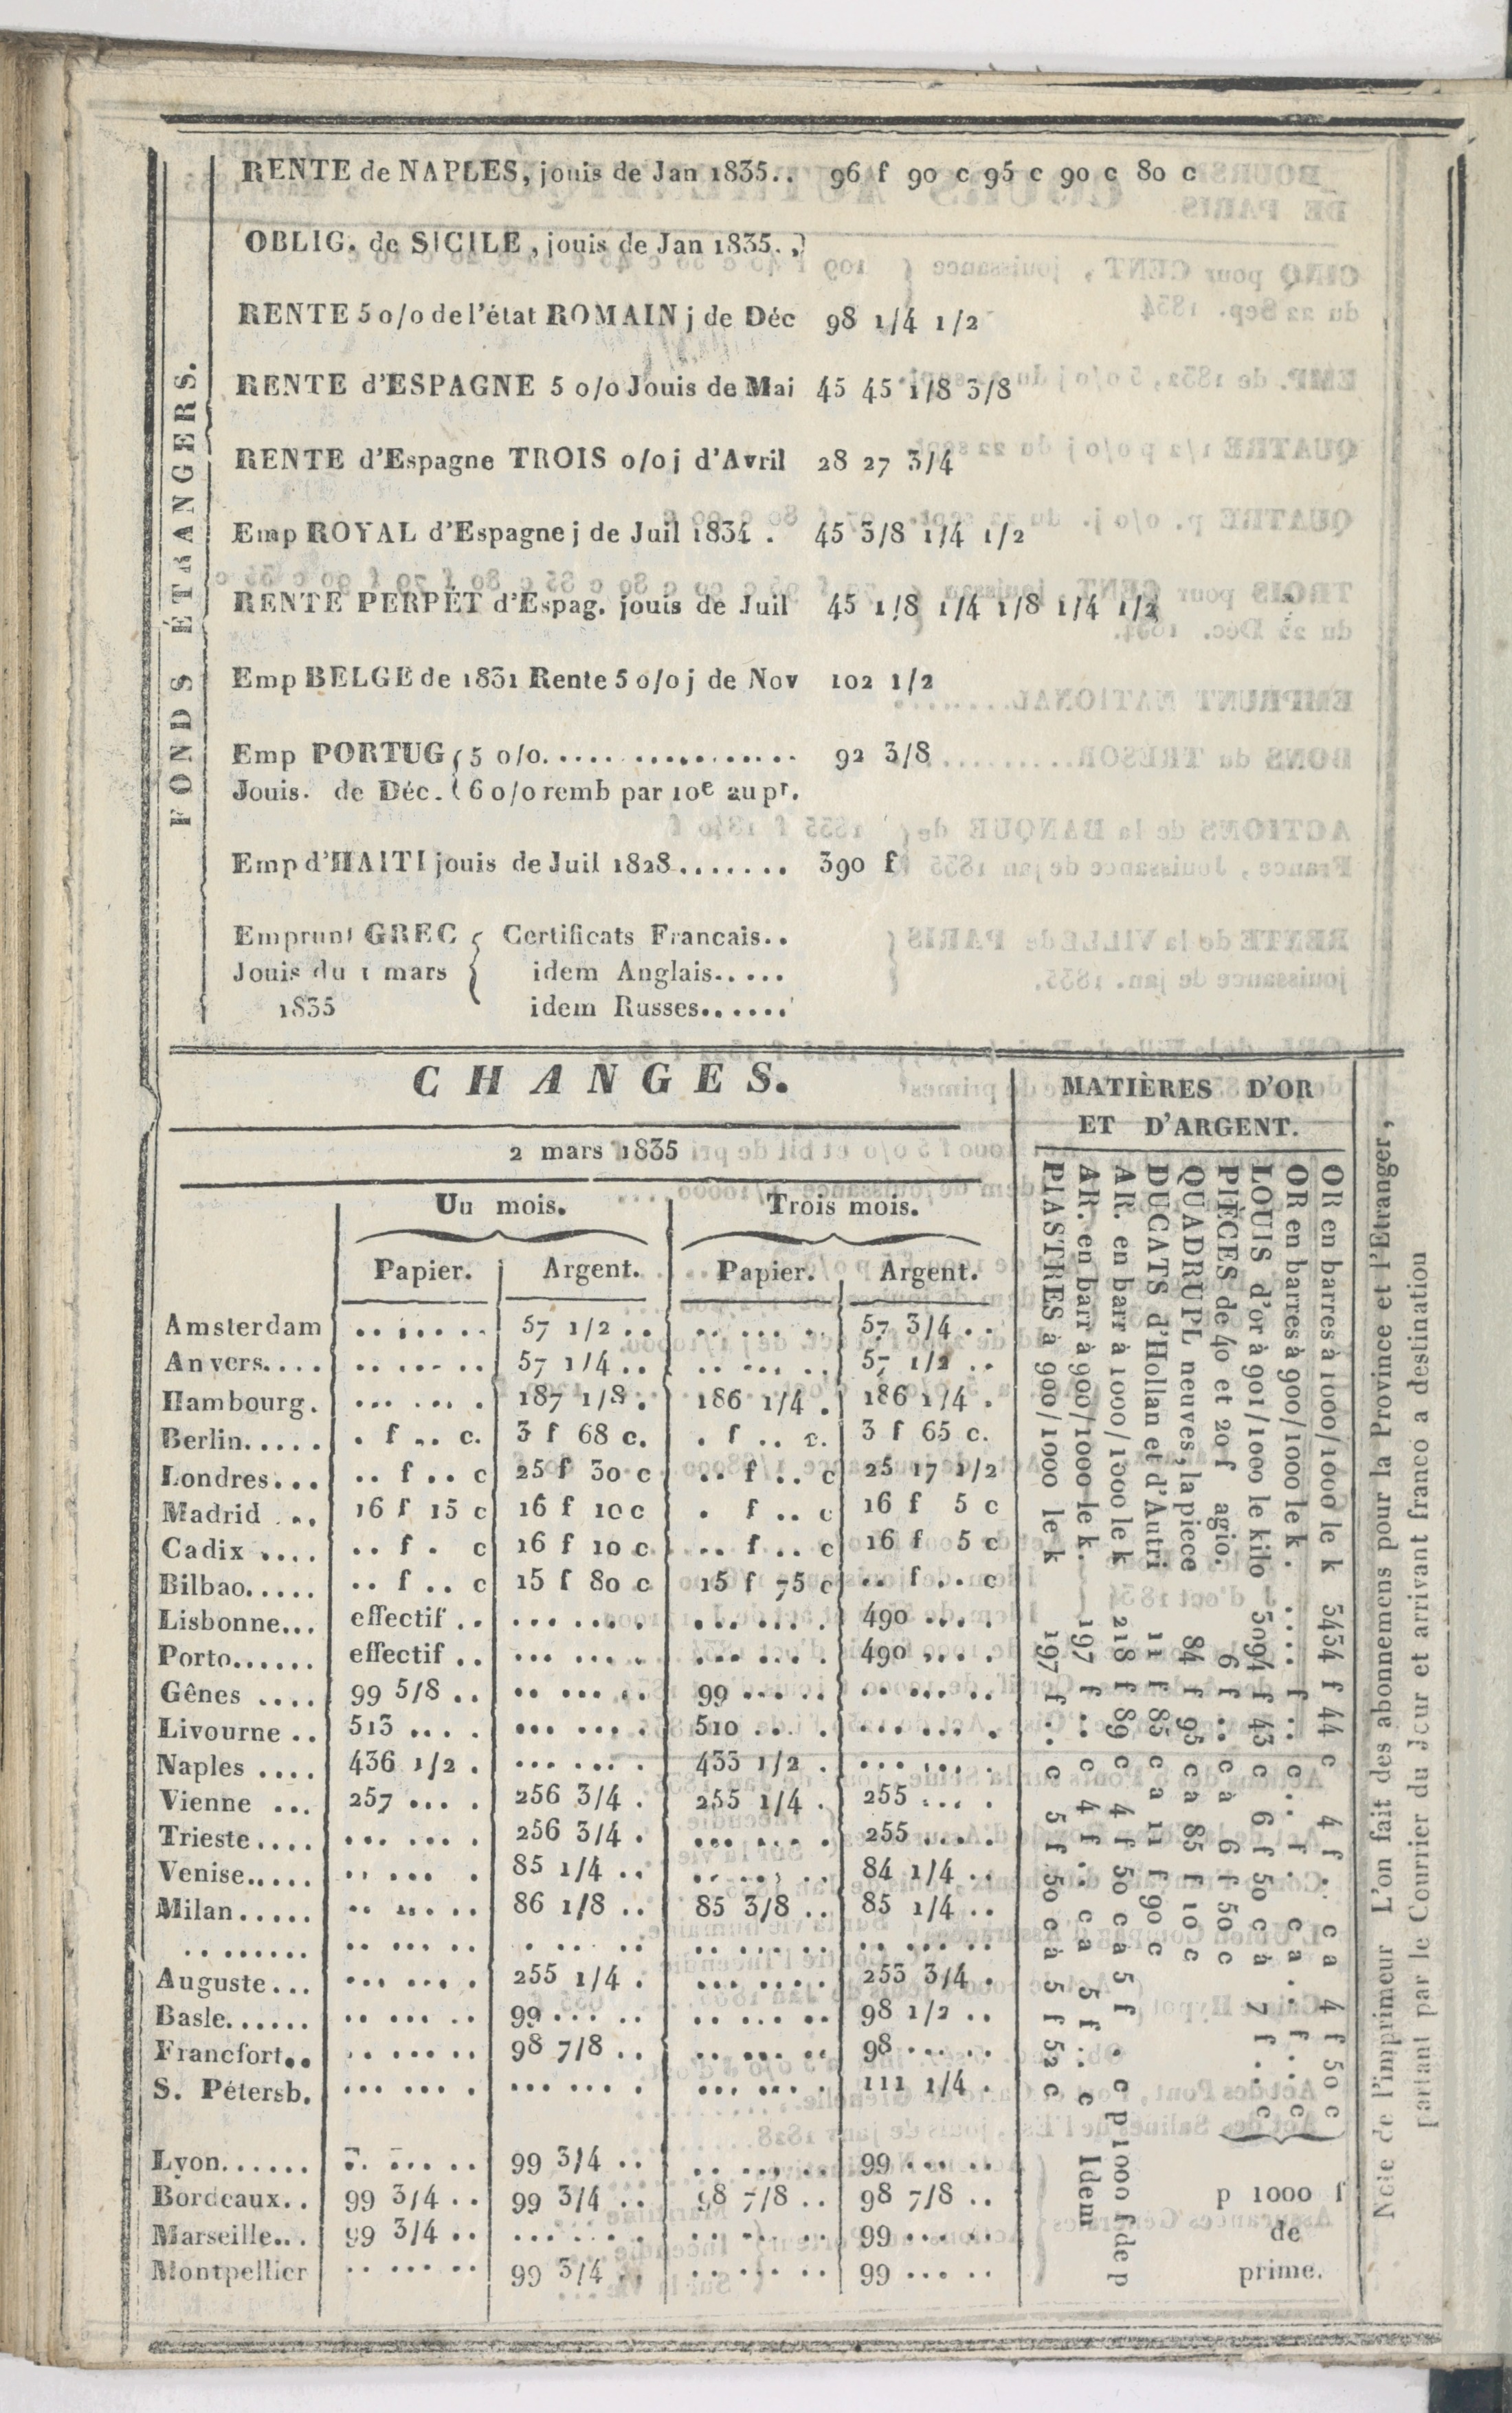 FONDS ÉTRANGERS.
RENTE de NAPLES, jouis de Jan 1835.. 96 f 90 c 95 c 90 c 80 c
OBLIG. de SICILE, jouis de Jan 1835.
RENTE 5 o/o de l'état ROMAIN j de Déc 98 1/4 1/2
RENTE d'ESPAGNE 5 o/o Jouis de Mai 45 45 1/8 3/8
RENTE d'Espagne TROIS o/o j d'Avril 28 27 3/4
Emp ROYAL d'Espagne j de Juil 1834 . 45 3/8 1/4 1/2
RENTE PERPÉT d'Espag. jouis de Juil 45 1/8 1/4 1/8 1/4 1/2
Emp BELGE de 1831 Rente 5 o/o j de Nov 102 1/2
Emp PORTUG { 5 o/o. ................ 92 3/8
Jouis. de Déc. { 6 o/o remb par 10e au pr.
Emp d'HAITI jouis de Juil 1828....... 390 f
Emprunt GREC { Certificats Francais..
Jouis du 1 mars { idem Anglais.....
1835 idem Russes......
CHANGES.
2 mars 1835
Un mois. Trois mois.
Papier. Argent. Papier. Argent.
Amsterdam ....... 57 1/2 .. ....... 57 3/4 ..
Anvers.... ....... 57 1/4 .. ....... 57 1/2 ..
Hambourg. ....... 187 1/8 . 186 1/4 . 186 1/4 .
Berlin..... . f .. c. 3 f 68 c. . f .. c. 3 f 65 c.
Londres... .. f .. c 25 f 30 c .. f .. c 25 17 1/2
Madrid ... 16 f 15 c 16 f 10 c . f .. c 16 f 5 c
Cadix .... .. f . c 16 f 10 c .. f .. c 16 f 5 c
Bilbao..... .. f .. c 15 f 80 c 15 f 75 c .. f .. c
Lisbonne... effectif .. ....... ....... 490 ....
Porto...... effectif .. ....... ....... 490 ....
Gênes .... 99 5/8 .. ....... 99 ..... .......
Livourne .. 513 .... ....... 510 .... .......
Naples .... 436 1/2 . ....... 433 1/2 . .......
Vienne ... 257 .... 256 3/4 . 255 1/4 . 255 ....
Trieste.... ....... 256 3/4 . ....... 255 ....
Venise..... ....... 85 1/4 .. ....... 84 1/4 ..
Milan..... ....... 86 1/8 .. 85 3/8 .. 85 1/4 ..
........ ....... ....... ....... .......
Auguste... ....... 255 1/4 . ....... 253 3/4 .
Basle...... ....... 99 ..... ....... 98 1/2 ..
Francfort.. ....... 98 7/8 .. ....... 98 .....
S. Pétersb. ....... ....... ....... 111 1/4 .
Lyon...... ....... 99 3/4 .. ....... 99 .....
Bordeaux.. 99 3/4 .. 99 3/4 .. 98 7/8 .. 98 7/8 ..
Marseille... 99 3/4 .. ....... ....... 99 .....
Montpellier ....... 99 3/4 .. ....... 99 .....
MATIÈRES D'OR
ET D'ARGENT.
OR en barres à 1000/1000 le k 3434 f 44 c 4 f . c a 4 f 50 c
OR en barres à 900/1000 le k. .... f .. c .. f . c a .. f .. c
LOUIS d'or à 901/1000 le kilo 3094 f 43 c 6 f 50 c à 7 f .. c
p 1000 f
de
prime.
PIÈCES de 40 et 20 f agio. 6 f .. c à 6 f 50 c
QUADRUPL neuves, la piece 84 f 95 c a 85 f 10 c
DUCATS d'Hollan et d'Autri 11 f 85 c a 11 f 90 c
AR. en barr à 1000/1000 le k 218 f 89 c 4 f 50 c à 5 f . c p 1000 f de p
AR. en barr à 900/1000 le k. 197 f .. c 4 f .. c a 5 f .. c Idem
PIASTRES à 900/1000 le k 197 f .. c 5 f 50 c à 5 f 52 c
Note de l'imprimeur L'on fait des abonnemens pour la Province et l'Etranger,
partant par le Courier du Jour et arrivant franco a destination